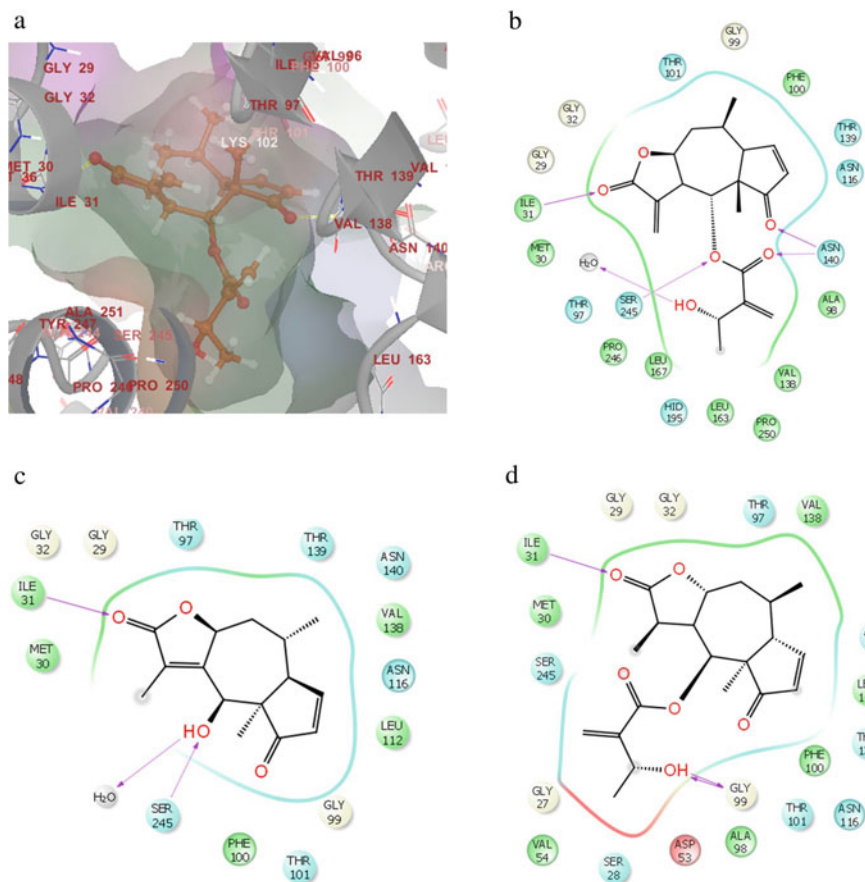 a
GLY 29
GLY 32
MET 30
ILE 31
VAL 96
PHE 100
THR 97
THR 101
LYS 102
THR 139
VAL 138
ASN 140
ALA 251
TYR 247
SER 245
PRO 250
LEU 163
b
GLY 99
THR 101
PHE 100
GLY 32
THR 139
GLY 29
ASN 116
O
O
ILE 31
O
MET 30
H₂O
O
O
ASN 140
THR 97
SER 245
HO
ALA 98
PRO 246
LEU 167
VAL 138
HID 195
LEU 163
PRO 250
c
THR 97
GLY 32
GLY 29
THR 139
ASN 140
ILE 31
O
O
VAL 138
MET 30
ASN 116
HO
LEU 112
O
H₂O
SER 245
GLY 99
PHE 100
THR 101
d
GLY 29
GLY 32
THR 97
VAL 138
ILE 31
O
O
MET 30
SER 245
O
O
O
PHE 100
OH
GLY 27
GLY 99
THR 101
ASN 116
VAL 54
ASP 53
ALA 98
SER 28